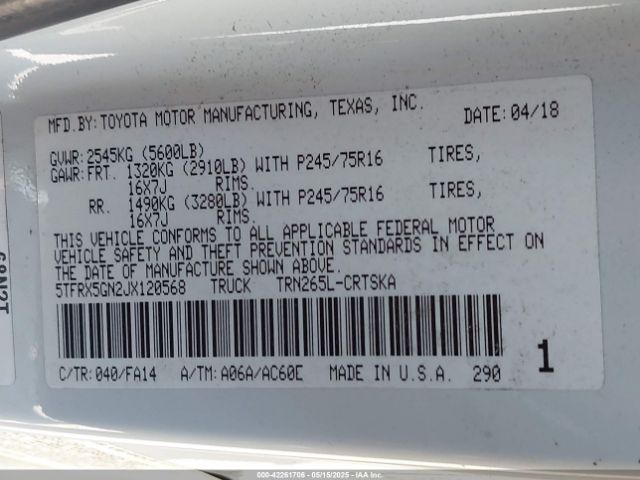 MFD.BY:TOYOTA MOTOR MANUFACTURING, TEXAS, INC. DATE:04/18
GVWR:2545KG (5600LB)
GAWR:FRT. 1320KG (2910LB) WITH P245/75R16 TIRES,
16X7J RIMS.
RR. 1490KG (3280LB) WITH P245/75R16 TIRES,
16X7J RIMS.
THIS VEHICLE CONFORMS TO ALL APPLICABLE FEDERAL MOTOR
VEHICLE SAFETY AND THEFT PREVENTION STANDARDS IN EFFECT ON
THE DATE OF MANUFACTURE SHOWN ABOVE.
5TFRX5GN2JX120568 TRUCK TRN265L-CRTSKA
C/TR:040/FA14 A/TM:A06A/AC60E MADE IN U.S.A. 290 1
000-42261706 - 05/15/2025 - IAA Inc.